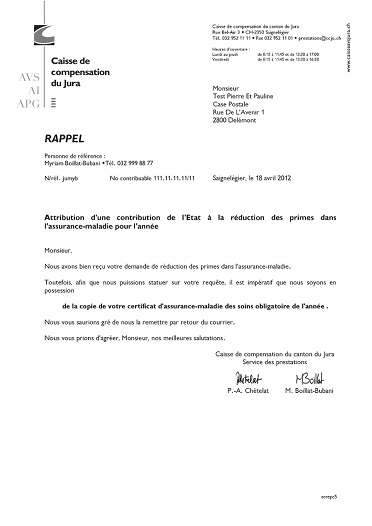 Caisse de compensation du canton du Jura
Rue Bel-Air 3 • CH-2350 Saignelégier
Tél. 032 952 11 11 • Fax 032 952 11 01 • prestations@ccju.ch
Heures d'ouverture :
Lundi au jeudi de 8.15 à 11.45 et de 13.30 à 17.00
Vendredi de 8.15 à 11.45 et de 13.30 à 16.30
www.caisseavsjura.ch
Caisse de
compensation
du Jura
AVS
AI
APG
Monsieur
Test Pierre Et Pauline
Case Postale
Rue De L'Avenir 1
2800 Delémont
RAPPEL
Personne de référence :
Myriam Boillat-Bubani •Tél. 032 999 88 77
N/réf. jumyb No contribuable 111.11.11.11/11 Saignelégier, le 18 avril 2012
Attribution d'une contribution de l'Etat à la réduction des primes dans
l'assurance-maladie pour l'année
Monsieur,
Nous avons bien reçu votre demande de réduction des primes dans l'assurance-maladie.
Toutefois, afin que nous puissions statuer sur votre requête, il est impératif que nous soyons en
possession
de la copie de votre certificat d'assurance-maladie des soins obligatoire de l'année .
Nous vous saurions gré de nous la remettre par retour du courrier.
Nous vous prions d'agréer, Monsieur, nos meilleures salutations.
Caisse de compensation du canton du Jura
Service des prestations
MBoillat
P.-A. Chételat M. Boillat-Bubani
acrepc5